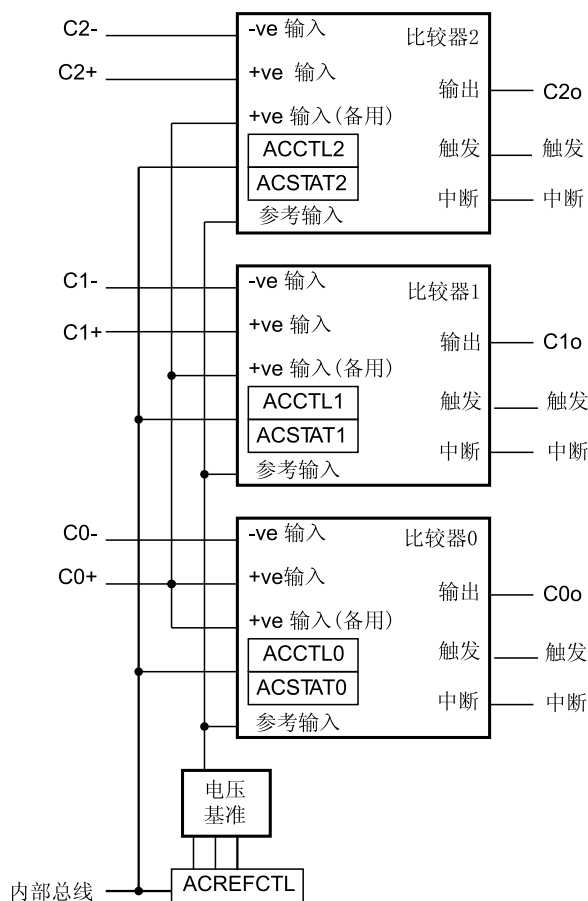 C2-
-ve 输入
比较器2
C2+
+ve 输入
输出
C2o
+ve 输入(备用)
ACCTL2
触发
触发
ACSTAT2
中断
中断
参考输入
C1-
-ve 输入
比较器1
C1+
+ve 输入
输出
C1o
+ve 输入(备用)
ACCTL1
触发
触发
ACSTAT1
中断
中断
参考输入
C0-
-ve 输入
比较器0
C0+
+ve输入
输出
C0o
+ve 输入(备用)
ACCTL0
触发
触发
ACSTAT0
中断
中断
参考输入
电压
基准
内部总线
ACREFCTL